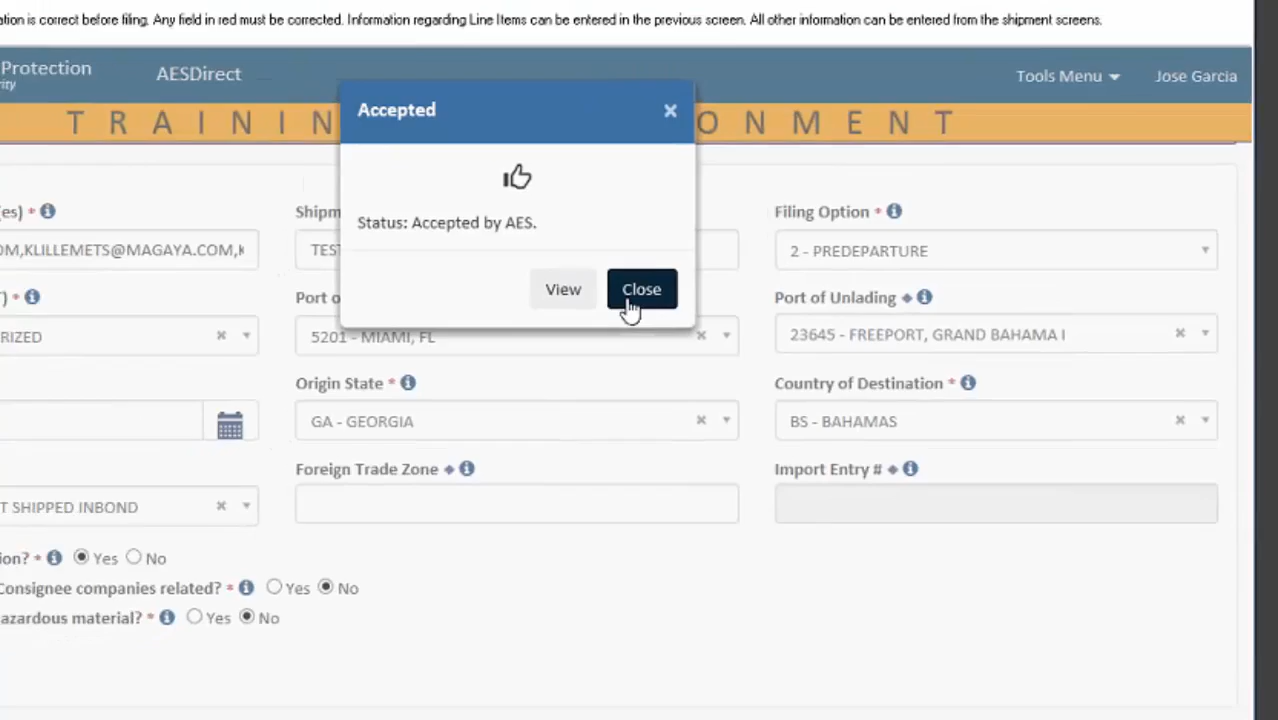 ation is correct before filing. Any field in red must be corrected. Information regarding Line Items can be entered in the previous screen. All other information can be entered from the shipment screens.
Protection
rity
AESDirect
Tools Menu
Jose Garcia
T R A I N I N
O N M E N T
Accepted
Status: Accepted by AES.
View
Close
(es) *
Shipm
Filing Option *
OM,KLILLEMETS@MAGAYA.COM,K
TEST
2 - PREDEPARTURE
T) *
Port o
Port of Unlading
RIZED
5201 - MIAMI, FL
23645 - FREEPORT, GRAND BAHAMA I
Origin State *
Country of Destination *
GA - GEORGIA
BS - BAHAMAS
Foreign Trade Zone
Import Entry #
T SHIPPED INBOND
ion? * Yes No
Consignee companies related? * Yes No
azardous material? * Yes No